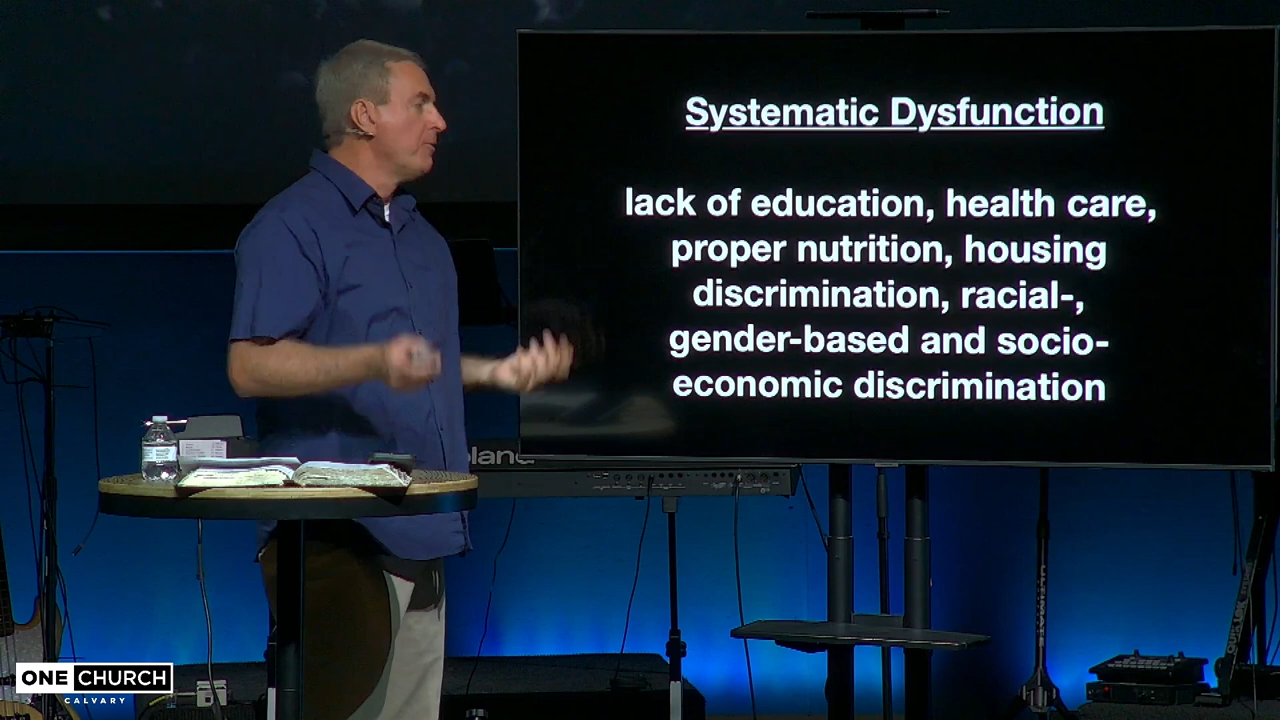 Systematic Dysfunction
lack of education, health care,
proper nutrition, housing
discrimination, racial-,
gender-based and socio-
economic discrimination
oland
ONE CHURCH
CALVARY